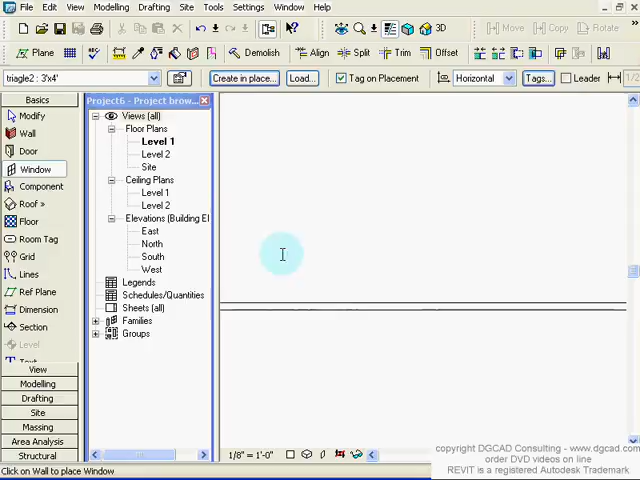 File Edit View Modelling Drafting Site Tools Settings Window Help
Move Copy Rotate
Plane Demolish Align Split Trim Offset 3D
triagle2 : 3'x4' Create in place... Load... Tag on Placement Horizontal Tags... Leader 1/2
Basics
Modify
Wall
Door
Window
Component
Roof »
Floor
Room Tag
Grid
Lines
Ref Plane
Dimension
Section
Level
Text
View
Modelling
Drafting
Site
Massing
Area Analysis
Structural
Project6 - Project brow...
Views (all)
Floor Plans
Level 1
Level 2
Site
Ceiling Plans
Level 1
Level 2
Elevations (Building El
East
North
South
West
Legends
Schedules/Quantities
Sheets (all)
Families
Groups
1/8" = 1'-0"
Click on Wall to place Window
copyright DGCAD Consulting - www.dgcad.com
order DVD videos on line
REVIT is a registered Autodesk Trademark